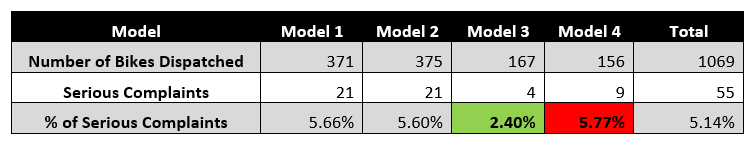 Model Model 1 Model 2 Model 3 Model 4 Total
Number of Bikes Dispatched 371 375 167 156 1069
Serious Complaints 21 21 4 9 55
% of Serious Complaints 5.66% 5.60% 2.40% 5.77% 5.14%